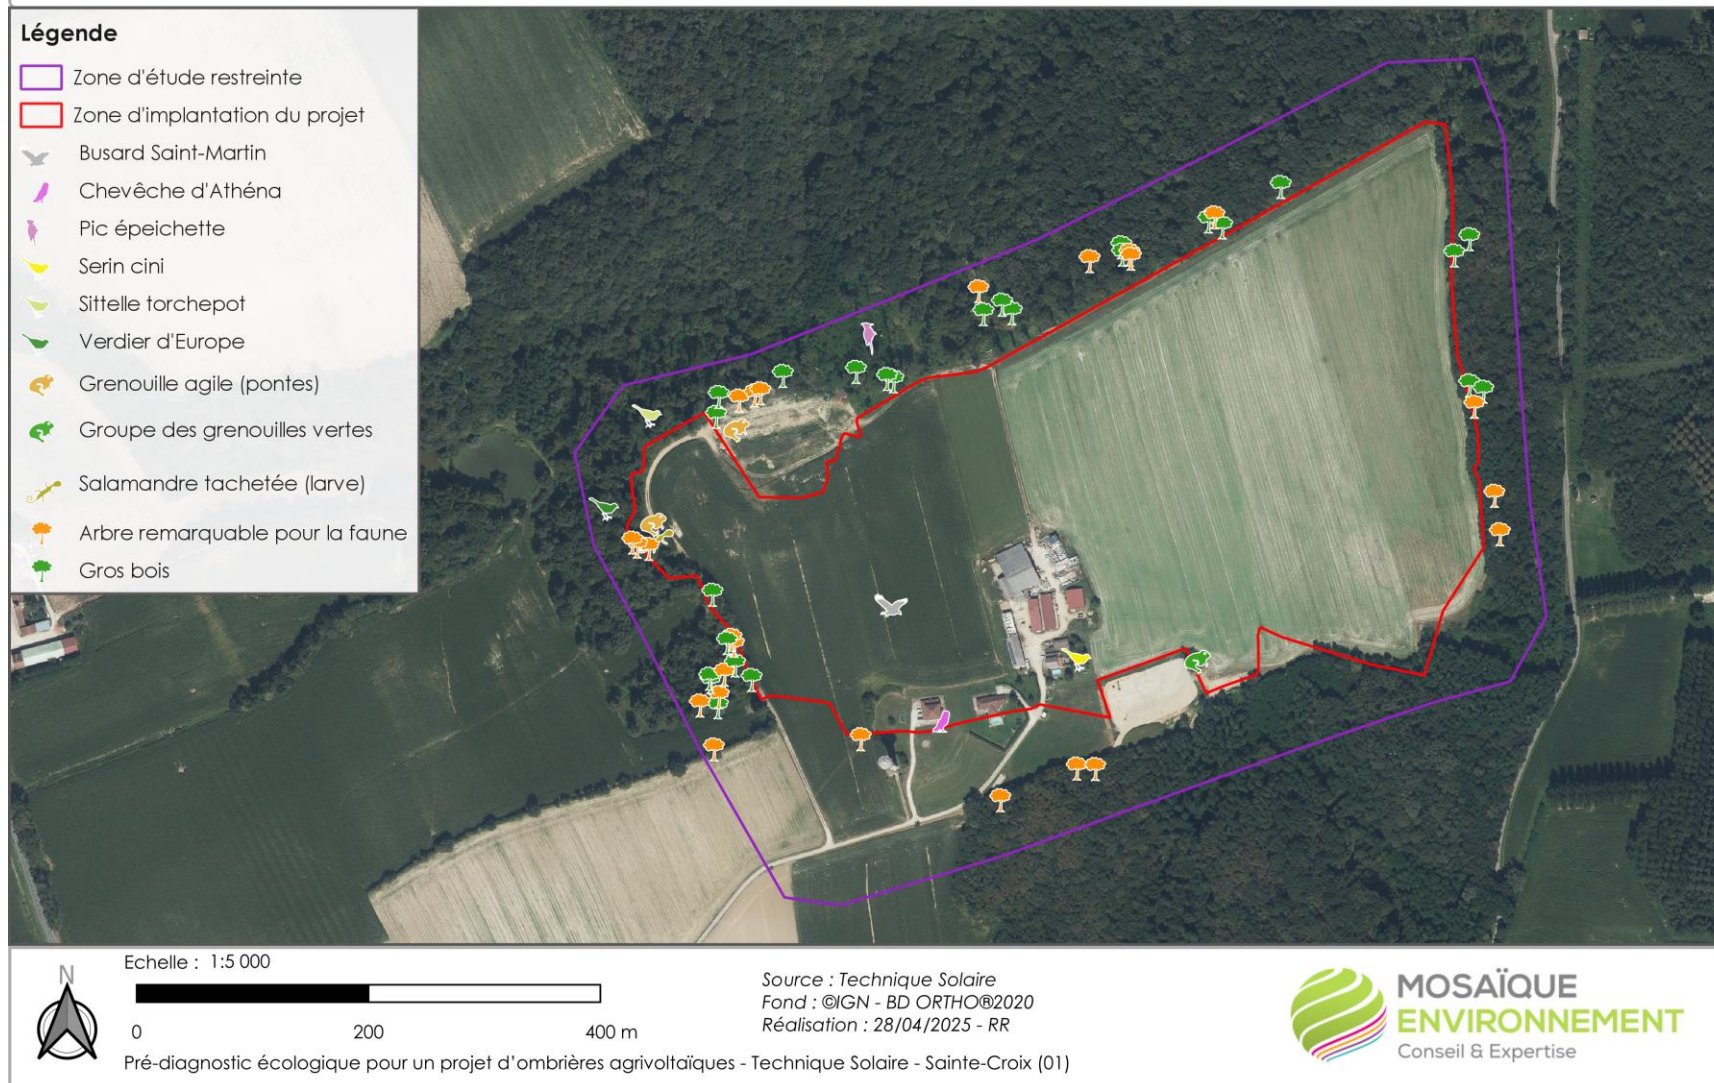 Légende
Zone d'étude restreinte
Zone d'implantation du projet
Busard Saint-Martin
Chevêche d'Athéna
Pic épeichette
Serin cini
Sittelle torchepot
Verdier d'Europe
Grenouille agile (pontes)
Groupe des grenouilles vertes
Salamandre tachetée (larve)
Arbre remarquable pour la faune
Gros bois
N
Echelle : 1:5 000
0 200 400 m
Source : Technique Solaire
Fond : ©IGN - BD ORTHO®2020
Réalisation : 28/04/2025 - RR
Pré-diagnostic écologique pour un projet d’ombrières agrivoltaïques - Technique Solaire - Sainte-Croix (01)
MOSAÏQUE
ENVIRONNEMENT
Conseil & Expertise